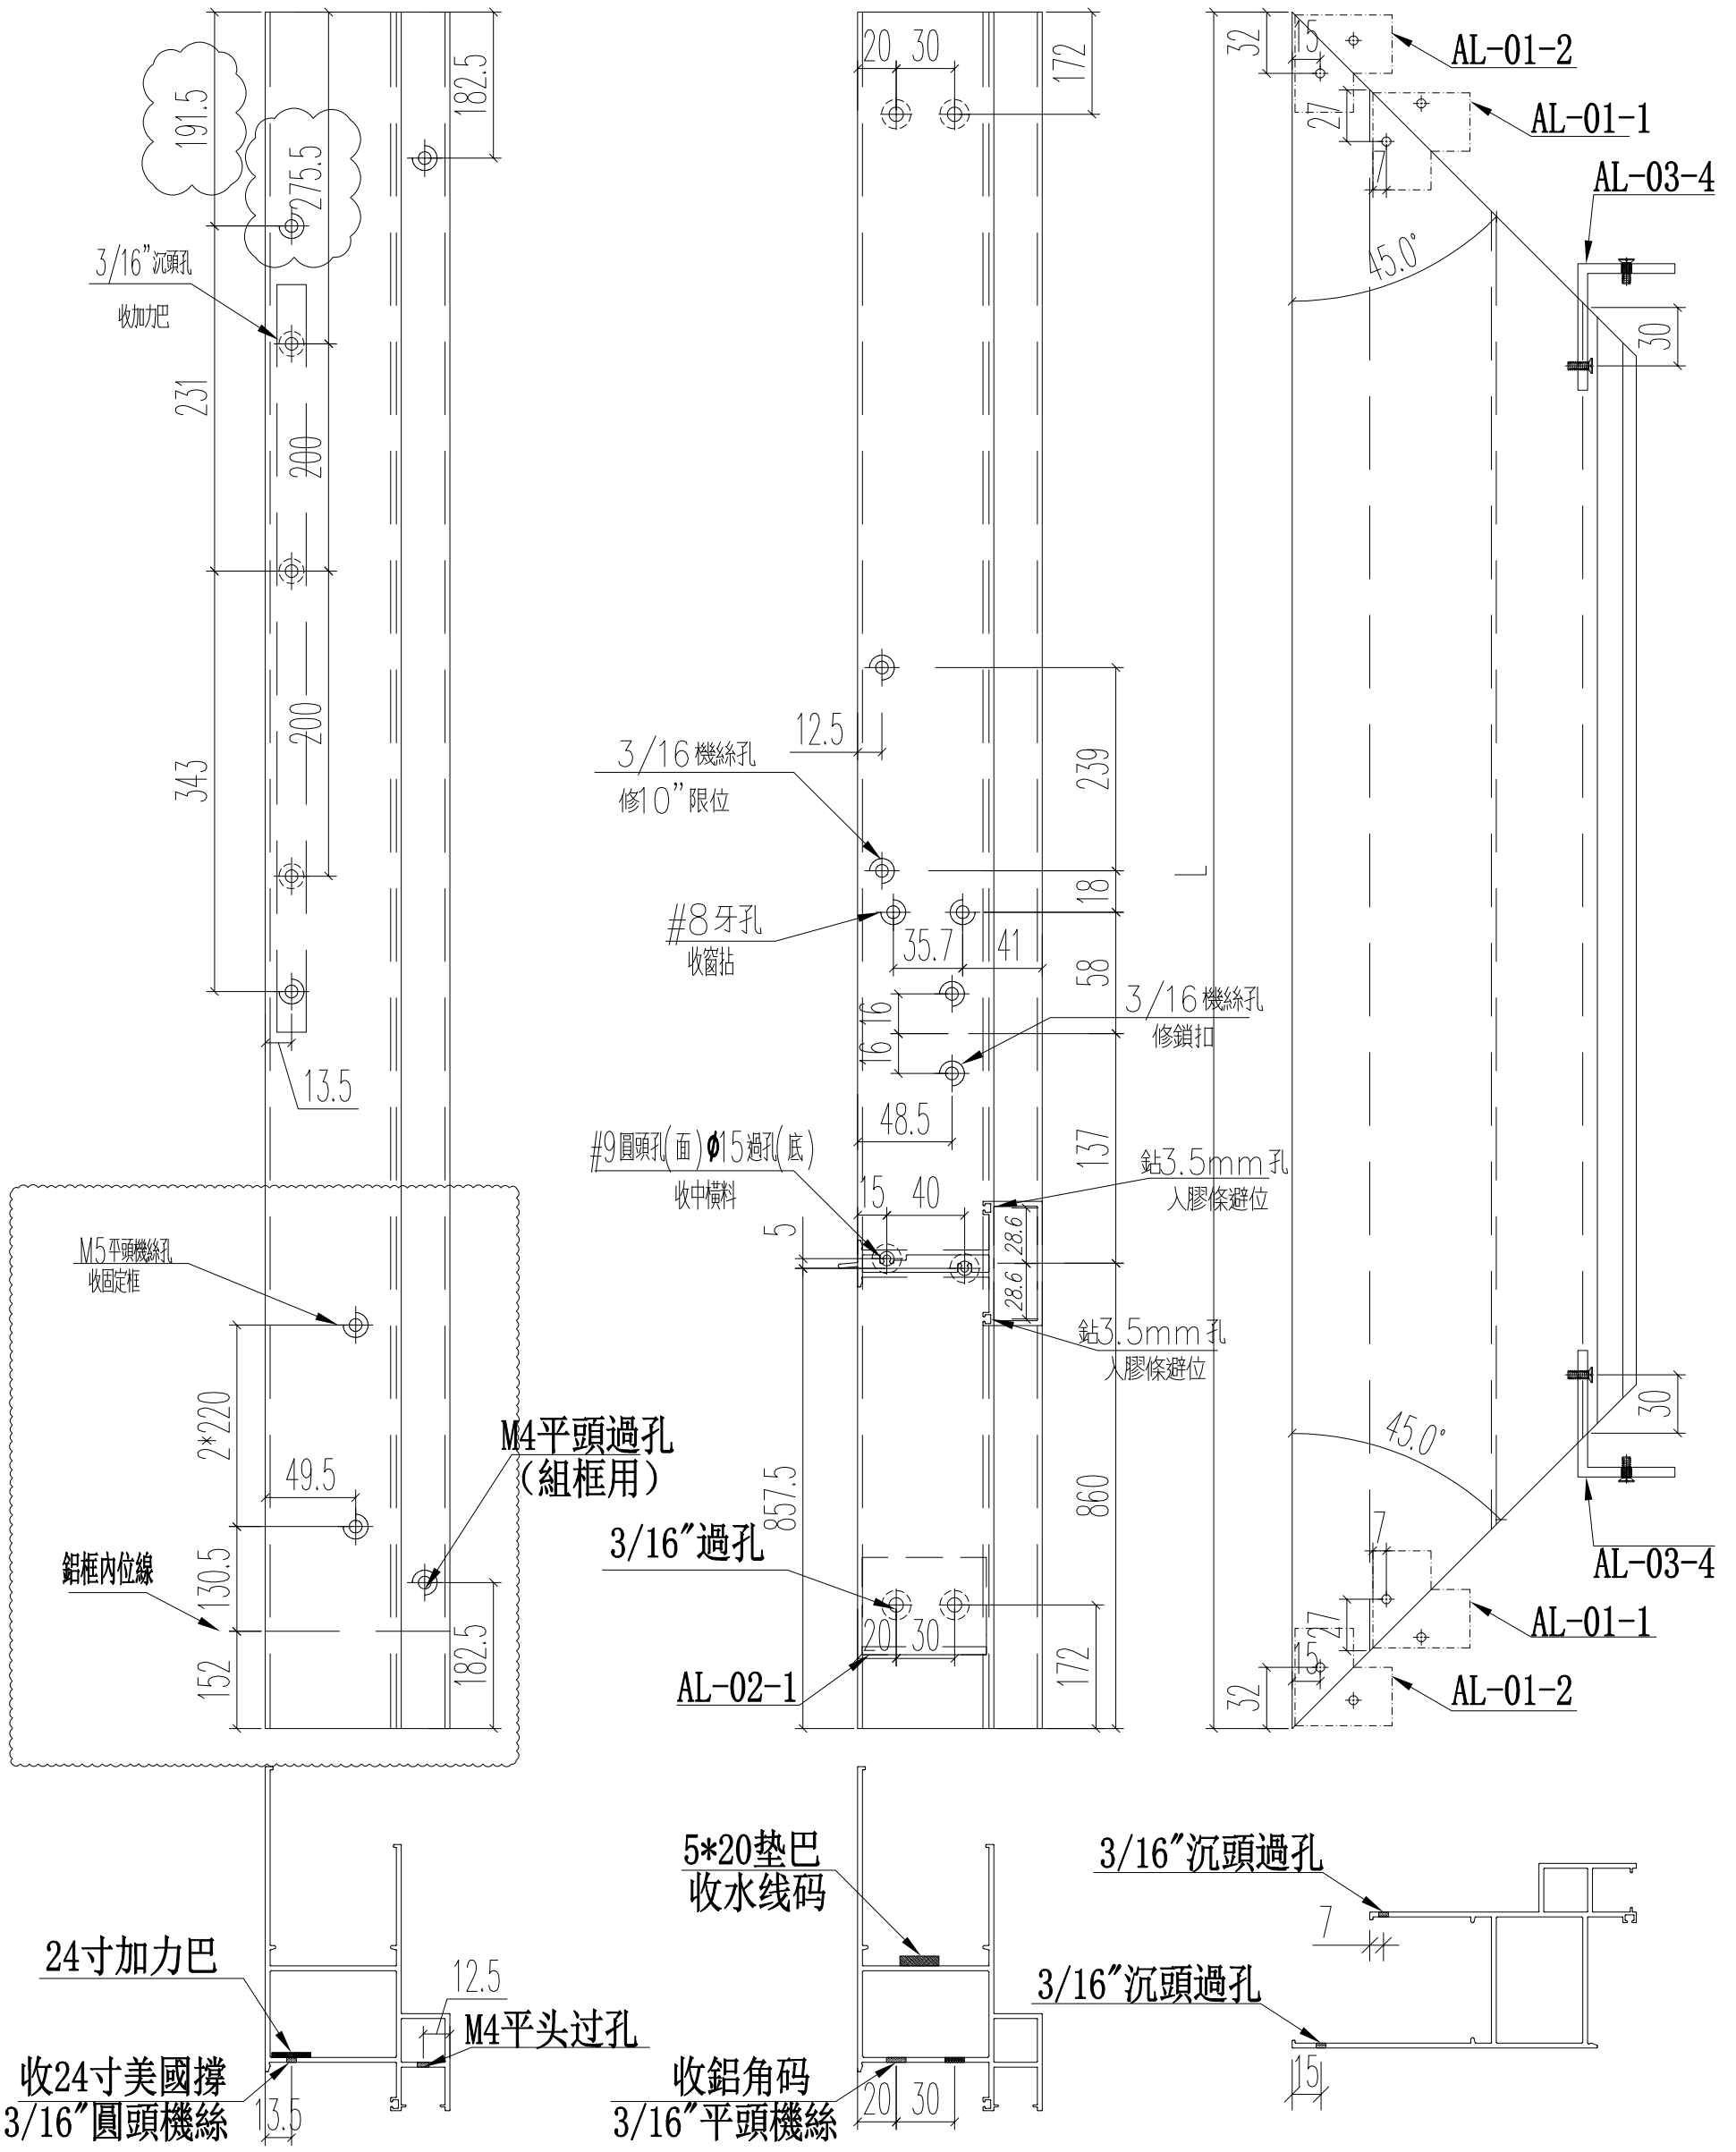 191.5
275.5
182.5
3/16”沉頭孔
收加力巴
231
200
343
200
13.5
M5平頭機絲孔
收固定框
2*220
49.5
M4平頭過孔
（組框用）
鋁框內位線
130.5
152
182.5
24寸加力巴
12.5
M4平头过孔
收24寸美國撐
3/16″圓頭機絲
13.5
20
30
172
12.5
3/16機絲孔
修10”限位
239
#8牙孔
收窗拈
18
35.7
41
58
16
16
3/16機絲孔
修鎖扣
48.5
137
#9圓頭孔(面)ϕ15過孔(底)
收中橫料
15
40
5
28.6
28.6
鉆3.5mm孔
入膠條避位
鉆3.5mm孔
入膠條避位
857.5
860
3/16″過孔
20
30
AL-02-1
172
5*20垫巴
收水线码
收鋁角码
3/16″平頭機絲
20
30
L
32
15
AL-01-2
27
7
AL-01-1
AL-03-4
45.0°
30
30
45.0°
AL-03-4
7
27
AL-01-1
15
32
AL-01-2
3/16″沉頭過孔
7
3/16″沉頭過孔
15